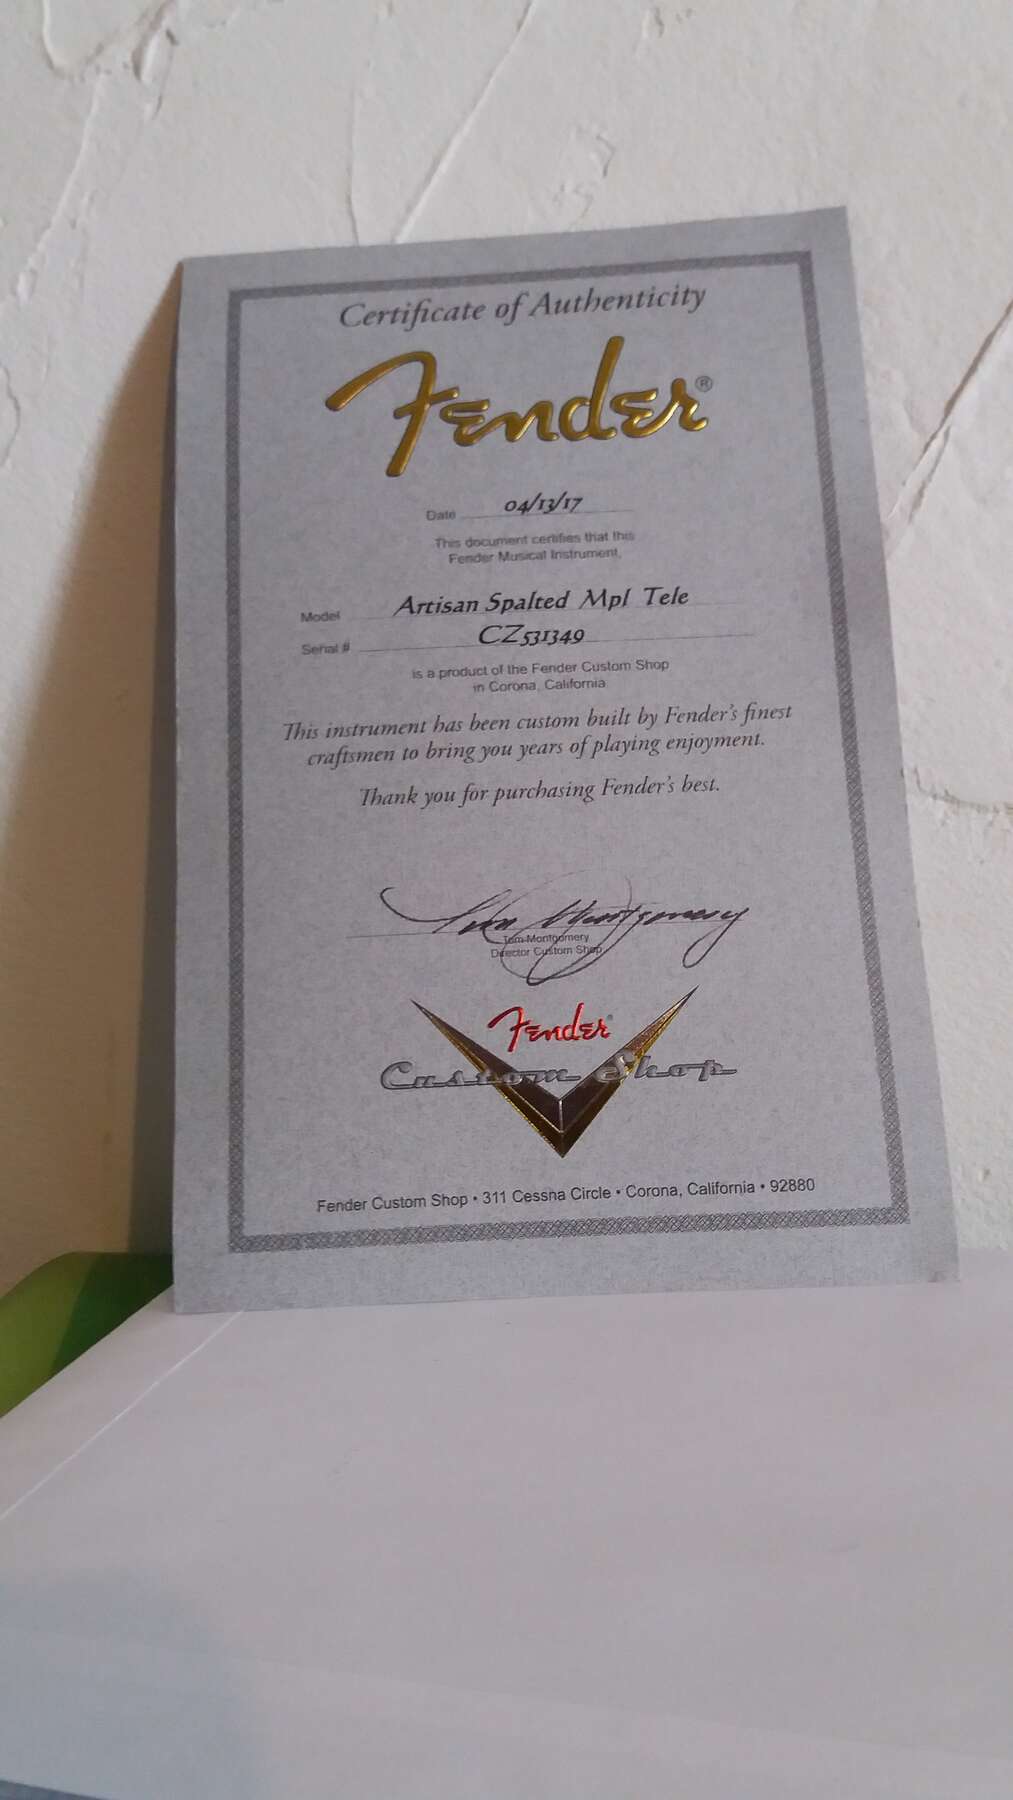 Certificate of Authenticity
Fender®
Date 04/13/17
This document certifies that this
Fender Musical Instrument,
Model Artisan Spalted Mpl Tele
Serial # CZ531349
is a product of the Fender Custom Shop
in Corona, California
This instrument has been custom built by Fender's finest
craftsmen to bring you years of playing enjoyment.
Thank you for purchasing Fender's best.
Tom Montgomery
Tom Montgomery
Director Custom Shop
Fender
Custom Shop
Fender Custom Shop • 311 Cessna Circle • Corona, California • 92880